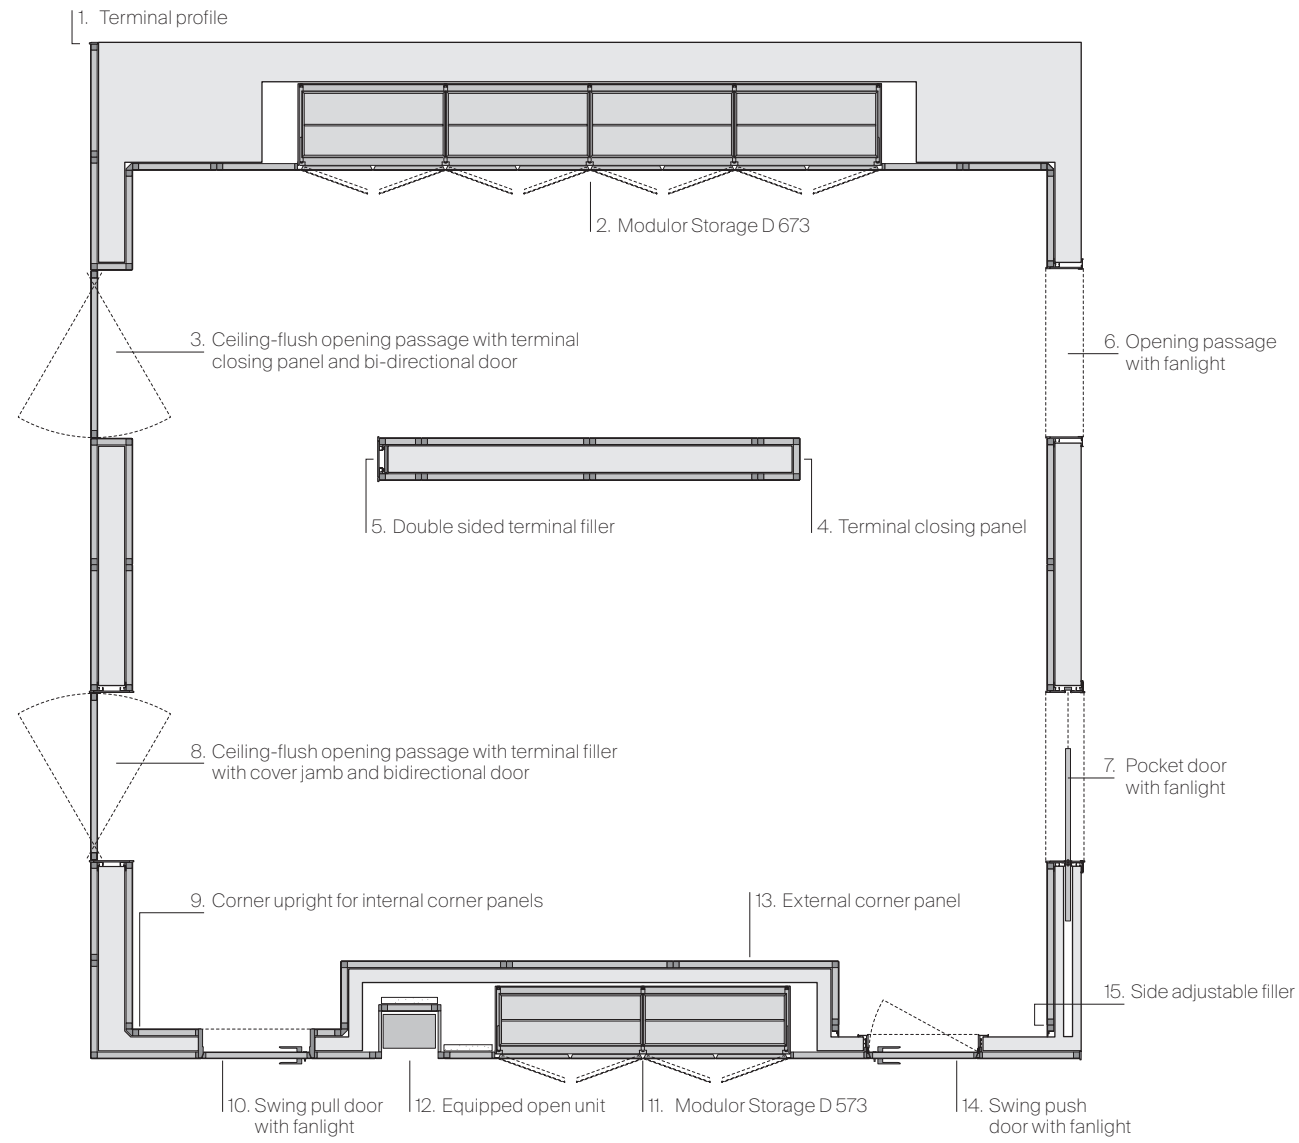 1. Terminal profile
2. Modulor Storage D 673
3. Ceiling-flush opening passage with terminal
closing panel and bi-directional door
6. Opening passage
with fanlight
5. Double sided terminal filler
4. Terminal closing panel
8. Ceiling-flush opening passage with terminal filler
with cover jamb and bidirectional door
7. Pocket door
with fanlight
9. Corner upright for internal corner panels
13. External corner panel
15. Side adjustable filler
10. Swing pull door
with fanlight
12. Equipped open unit
11. Modulor Storage D 573
14. Swing push
door with fanlight